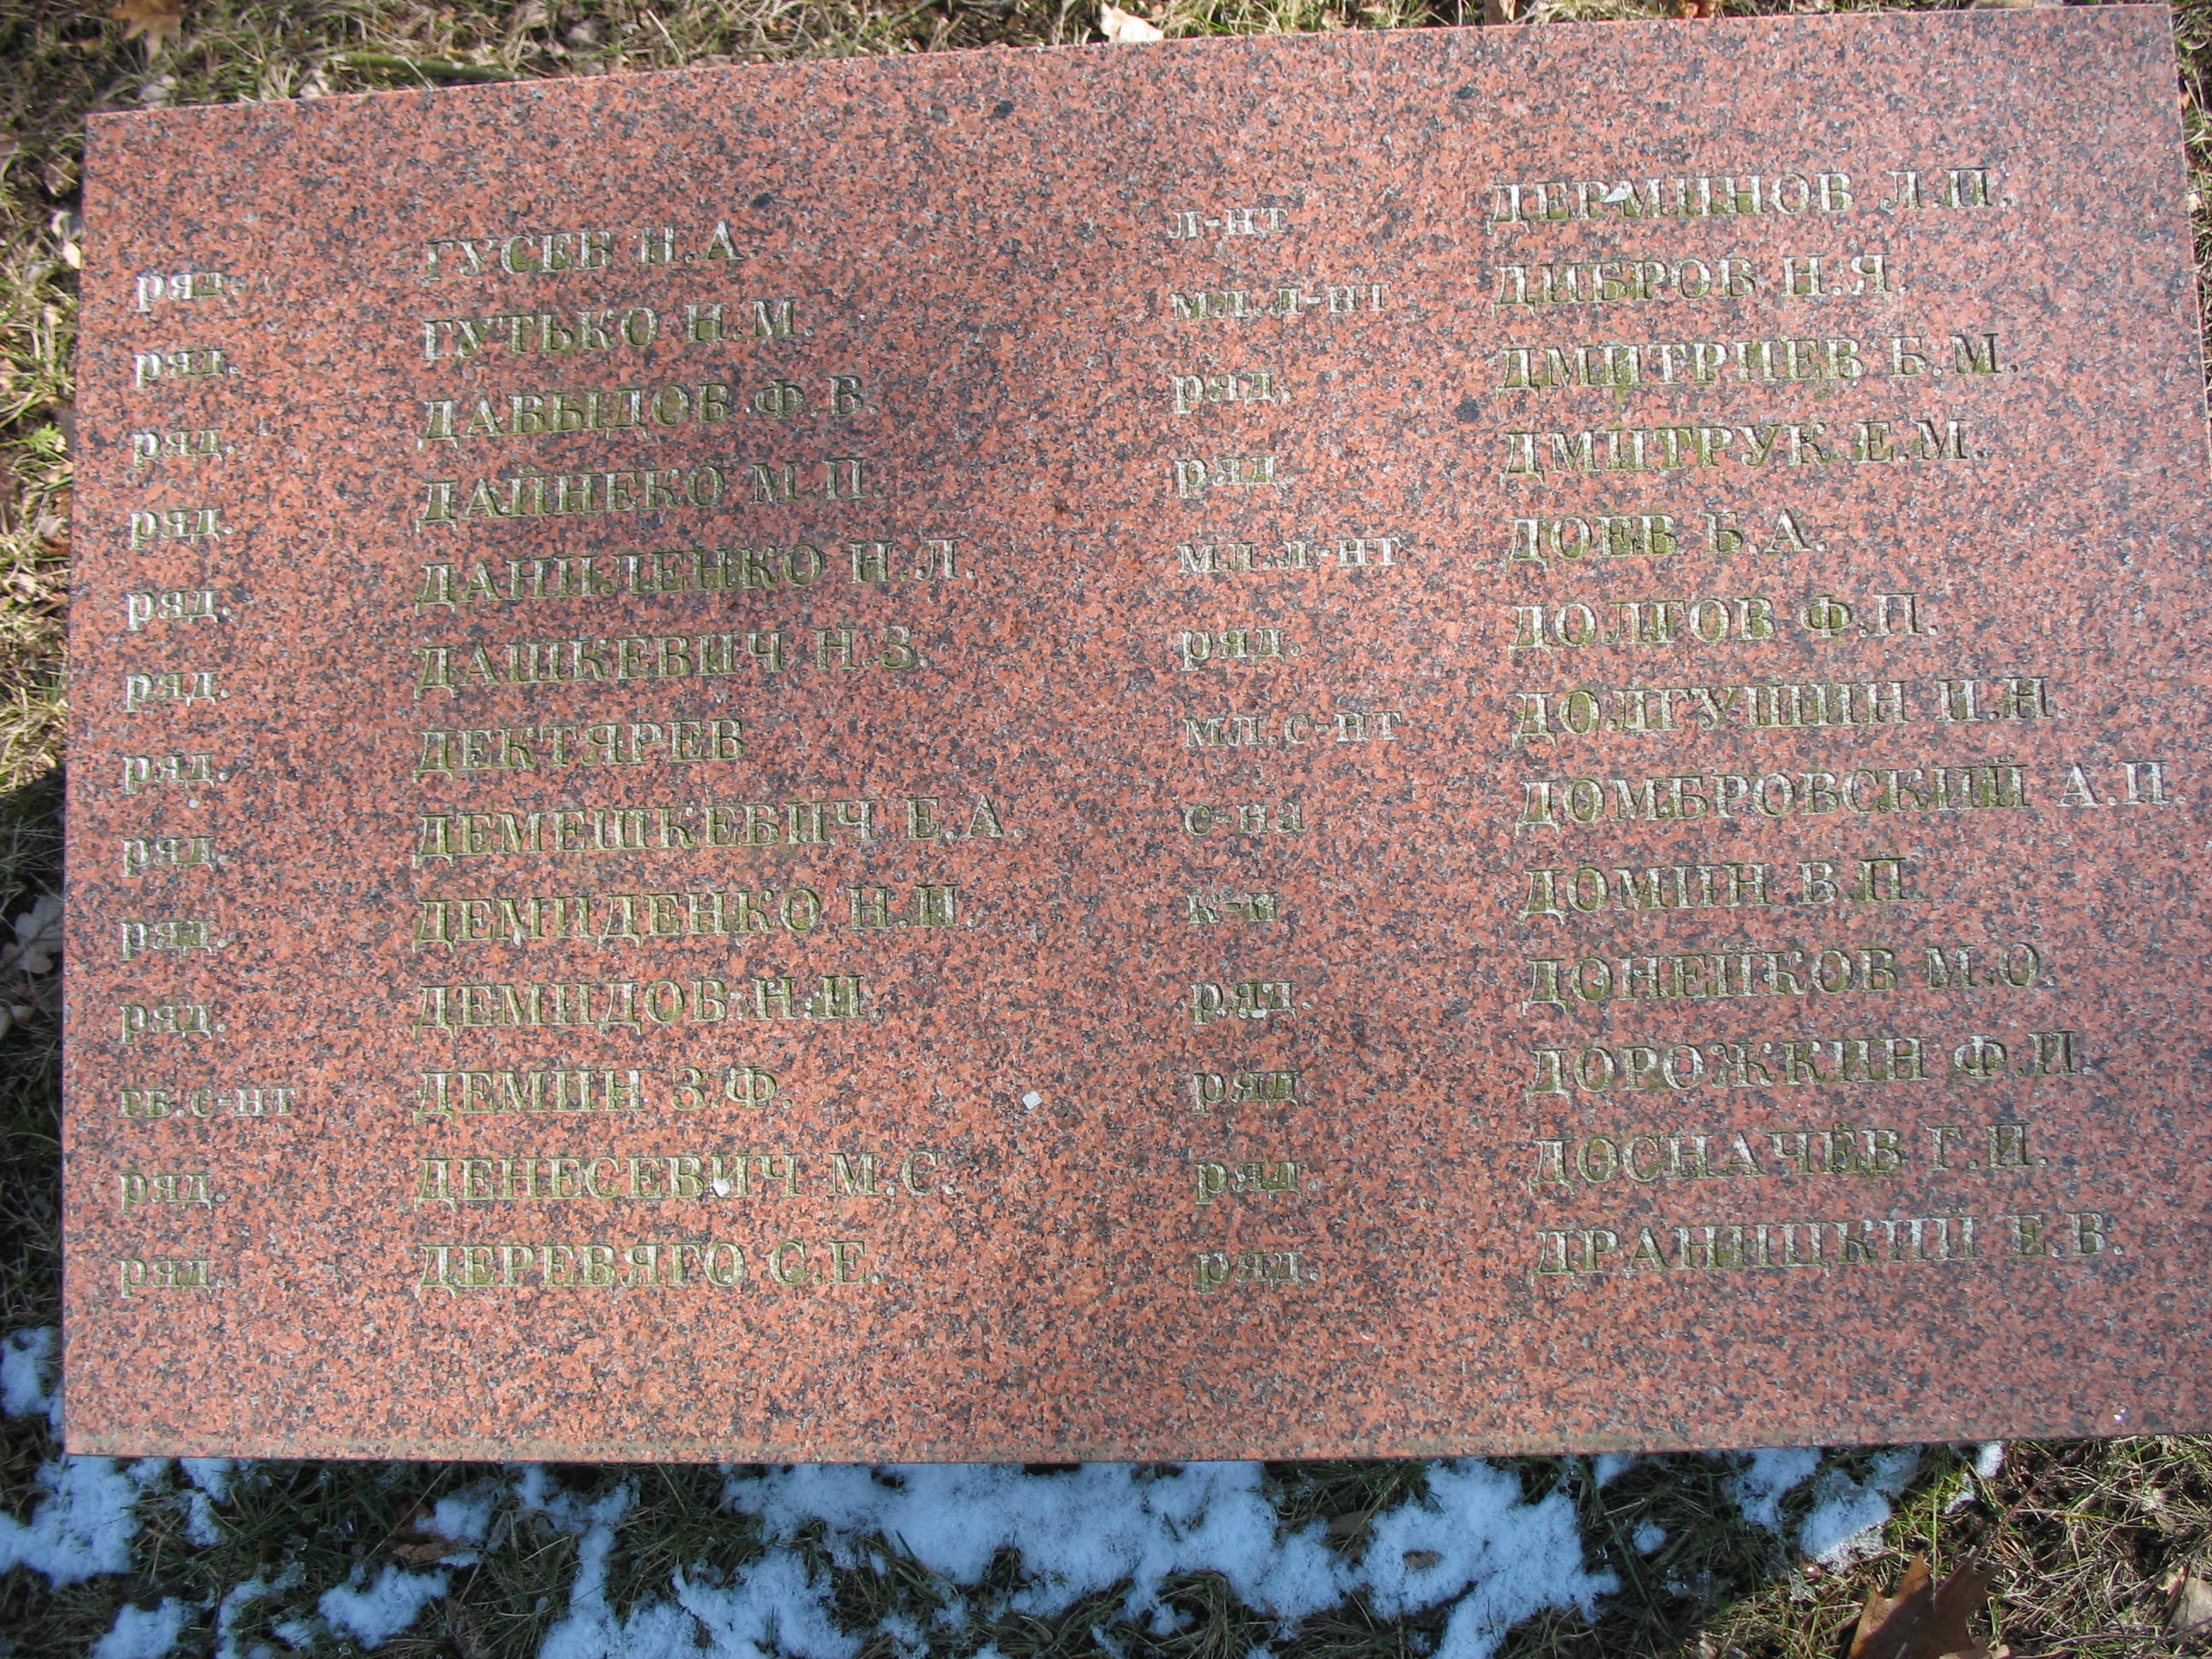 ряд. ГУСЕВ Н.А.
ряд. ГУТЬКО Н.М.
ряд. ДАВЫДОВ Ф.В.
ряд. ДАЙНЕКО М.П.
ряд. ДАНИЛЕНКО Н.Л.
ряд. ДАШКЕВИЧ Н.З.
ряд. ДЕКТЯРЕВ
ряд. ДЕМЕШКЕВИЧ Е.А.
ряд. ДЕМИДЕНКО Н.И.
ряд. ДЕМИДОВ Н.И.
гв.с-нт ДЕМИН З.Ф.
ряд. ДЕНЕСЕВИЧ М.С.
ряд. ДЕРЕВЯГО С.Е.
л-нт ДЕРМИНОВ Л.П.
мл.л-нт ДИБРОВ Н.Я.
ряд. ДМИТРИЕВ Б.М.
ряд. ДМИТРУК Е.М.
мл.л-нт ДОЕВ Б.А.
ряд. ДОЛГОВ Ф.П.
мл.с-нт ДОЛГУШИН И.Н.
с-на ДОМБРОВСКИЙ А.П.
к-н ДОМИН В.П.
ряд. ДОНЕЙКОВ М.О.
ряд. ДОРОЖКИН Ф.И.
ряд. ДОСНАЧЁВ Г.И.
ряд. ДРАНИЦКИЙ Е.В.